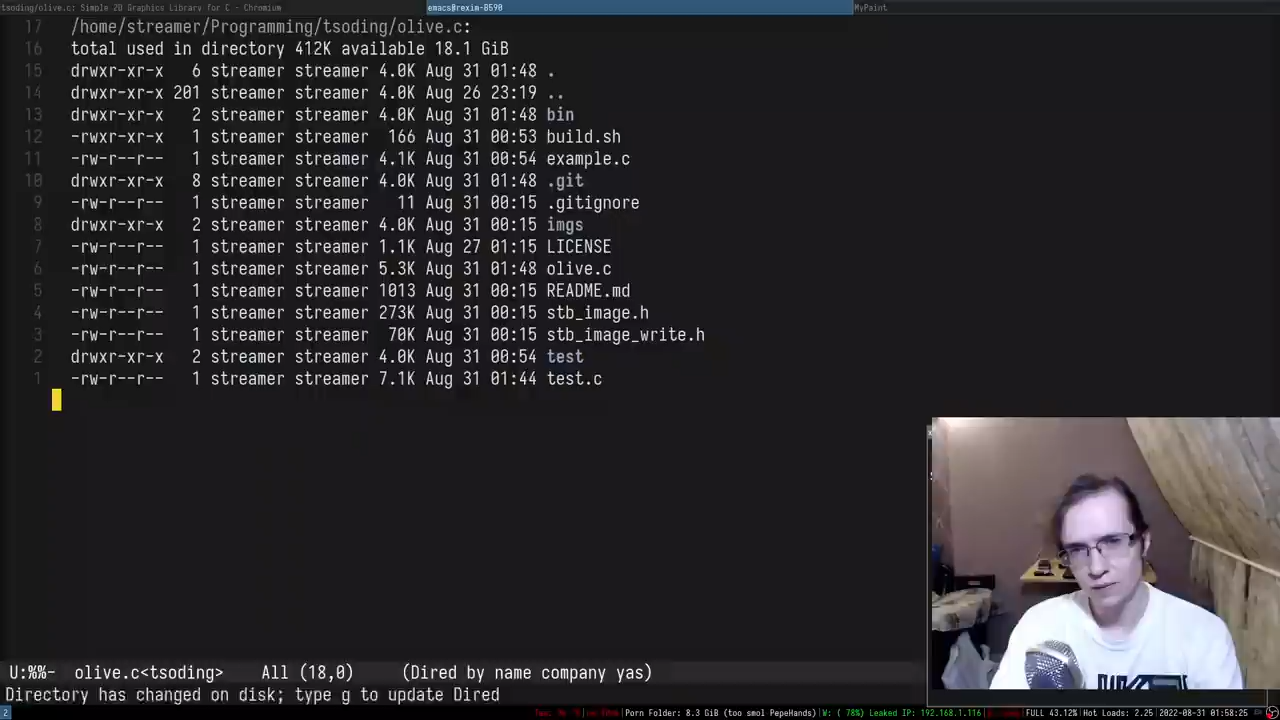 tsoding/olive.c: Simple 2D Graphics Library for C - Chromium
emacs@rexim-B590
MyPaint
17 /home/streamer/Programming/tsoding/olive.c:
16 total used in directory 412K available 18.1 GiB
15 drwxr-xr-x 6 streamer streamer 4.0K Aug 31 01:48 .
14 drwxr-xr-x 201 streamer streamer 4.0K Aug 26 23:19 ..
13 drwxr-xr-x 2 streamer streamer 4.0K Aug 31 01:48 bin
12 -rwxr-xr-x 1 streamer streamer 166 Aug 31 00:53 build.sh
11 -rw-r--r-- 1 streamer streamer 4.1K Aug 31 00:54 example.c
10 drwxr-xr-x 8 streamer streamer 4.0K Aug 31 01:48 .git
9 -rw-r--r-- 1 streamer streamer 11 Aug 31 00:15 .gitignore
8 drwxr-xr-x 2 streamer streamer 4.0K Aug 31 00:15 imgs
7 -rw-r--r-- 1 streamer streamer 1.1K Aug 27 01:15 LICENSE
6 -rw-r--r-- 1 streamer streamer 5.3K Aug 31 01:48 olive.c
5 -rw-r--r-- 1 streamer streamer 1013 Aug 31 00:15 README.md
4 -rw-r--r-- 1 streamer streamer 273K Aug 31 00:15 stb_image.h
3 -rw-r--r-- 1 streamer streamer 70K Aug 31 00:15 stb_image_write.h
2 drwxr-xr-x 2 streamer streamer 4.0K Aug 31 00:54 test
1 -rw-r--r-- 1 streamer streamer 7.1K Aug 31 01:44 test.c
U:%%- olive.c<tsoding> All (18,0) (Dired by name company yas)
Directory has changed on disk; type g to update Dired
2
Porn Folder: 8.3 GiB (too smol PepeHands) W: ( 78%) Leaked IP: 192.168.1.116 FULL 43.12% Hot Loads: 2.25 2022-08-31 01:58:25